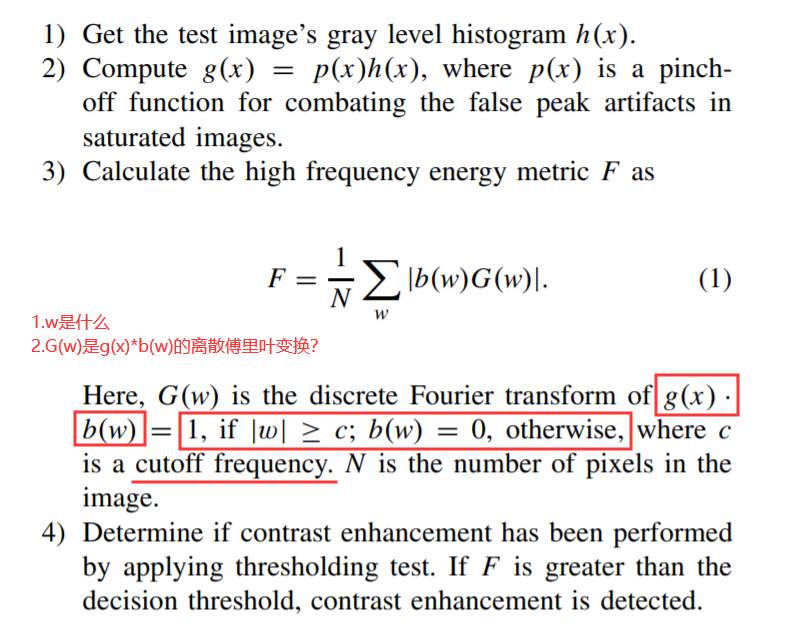 1) Get the test image's gray level histogram h(x).
2) Compute g(x) = p(x)h(x), where p(x) is a pinch-
off function for combating the false peak artifacts in
saturated images.
3) Calculate the high frequency energy metric F as
F = \frac{1}{N} \sum_{w} |b(w)G(w)|. (1)
1.w是什么
2.G(w)是g(x)*b(w)的离散傅里叶变换?
Here, G(w) is the discrete Fourier transform of g(x) ·
b(w) = 1, if |w| ≥ c; b(w) = 0, otherwise, where c
is a cutoff frequency. N is the number of pixels in the
image.
4) Determine if contrast enhancement has been performed
by applying thresholding test. If F is greater than the
decision threshold, contrast enhancement is detected.